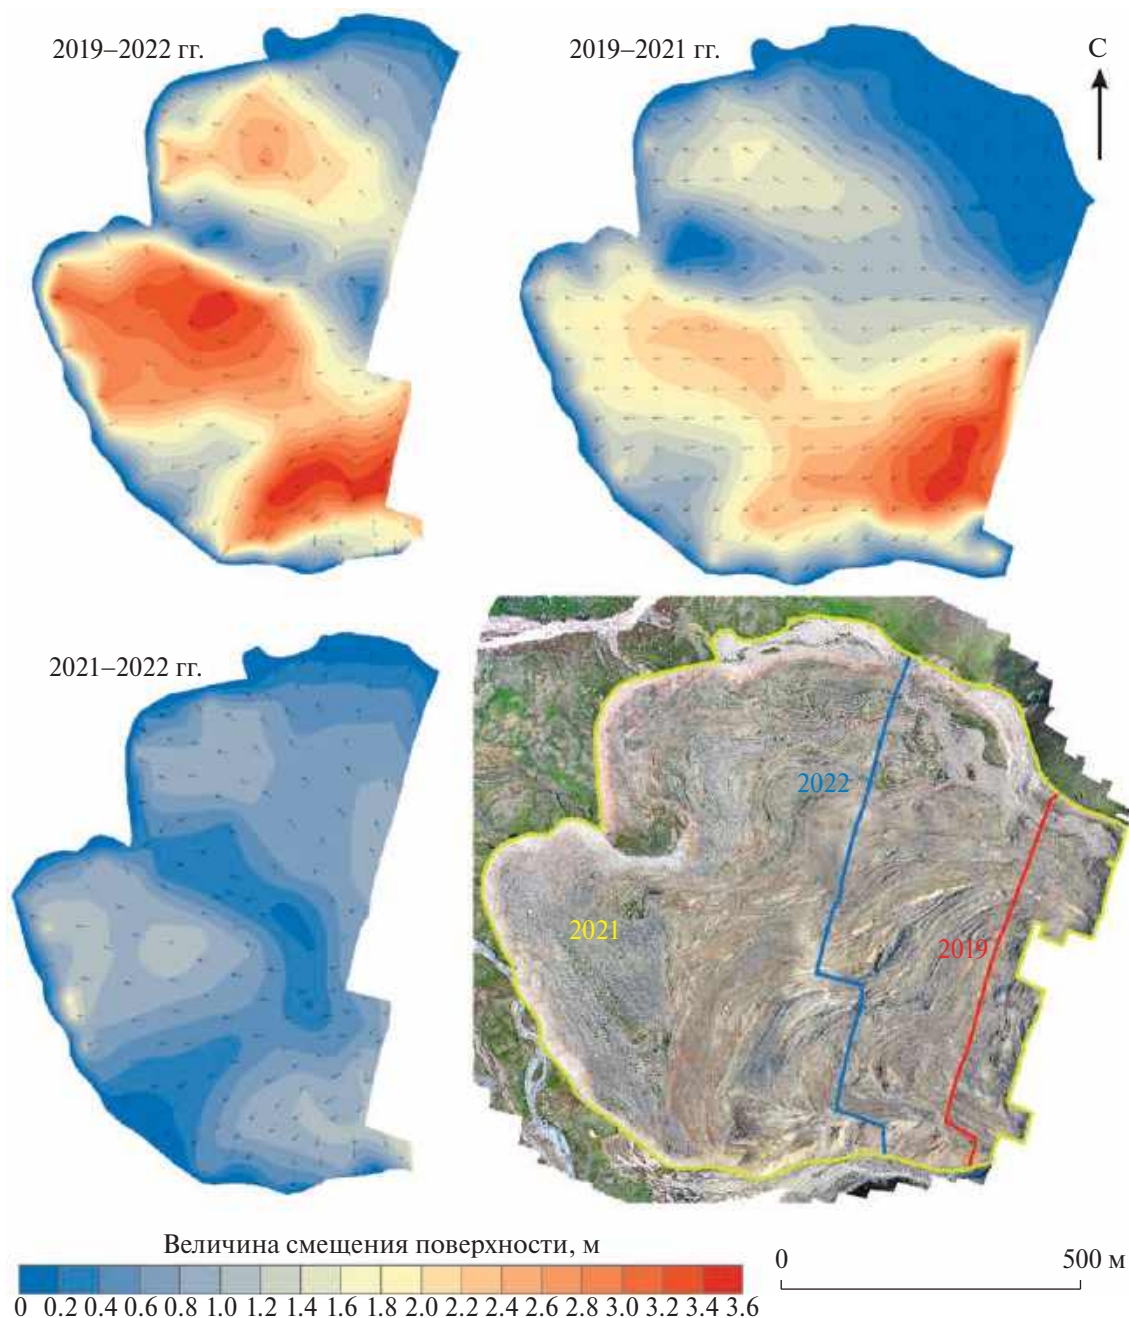 2019–2022 гг.
2019–2021 гг.
С
2021–2022 гг.
2022
2021
2019
Величина смещения поверхности, м
0 0.2 0.4 0.6 0.8 1.0 1.2 1.4 1.6 1.8 2.0 2.2 2.4 2.6 2.8 3.0 3.2 3.4 3.6
0 500 м